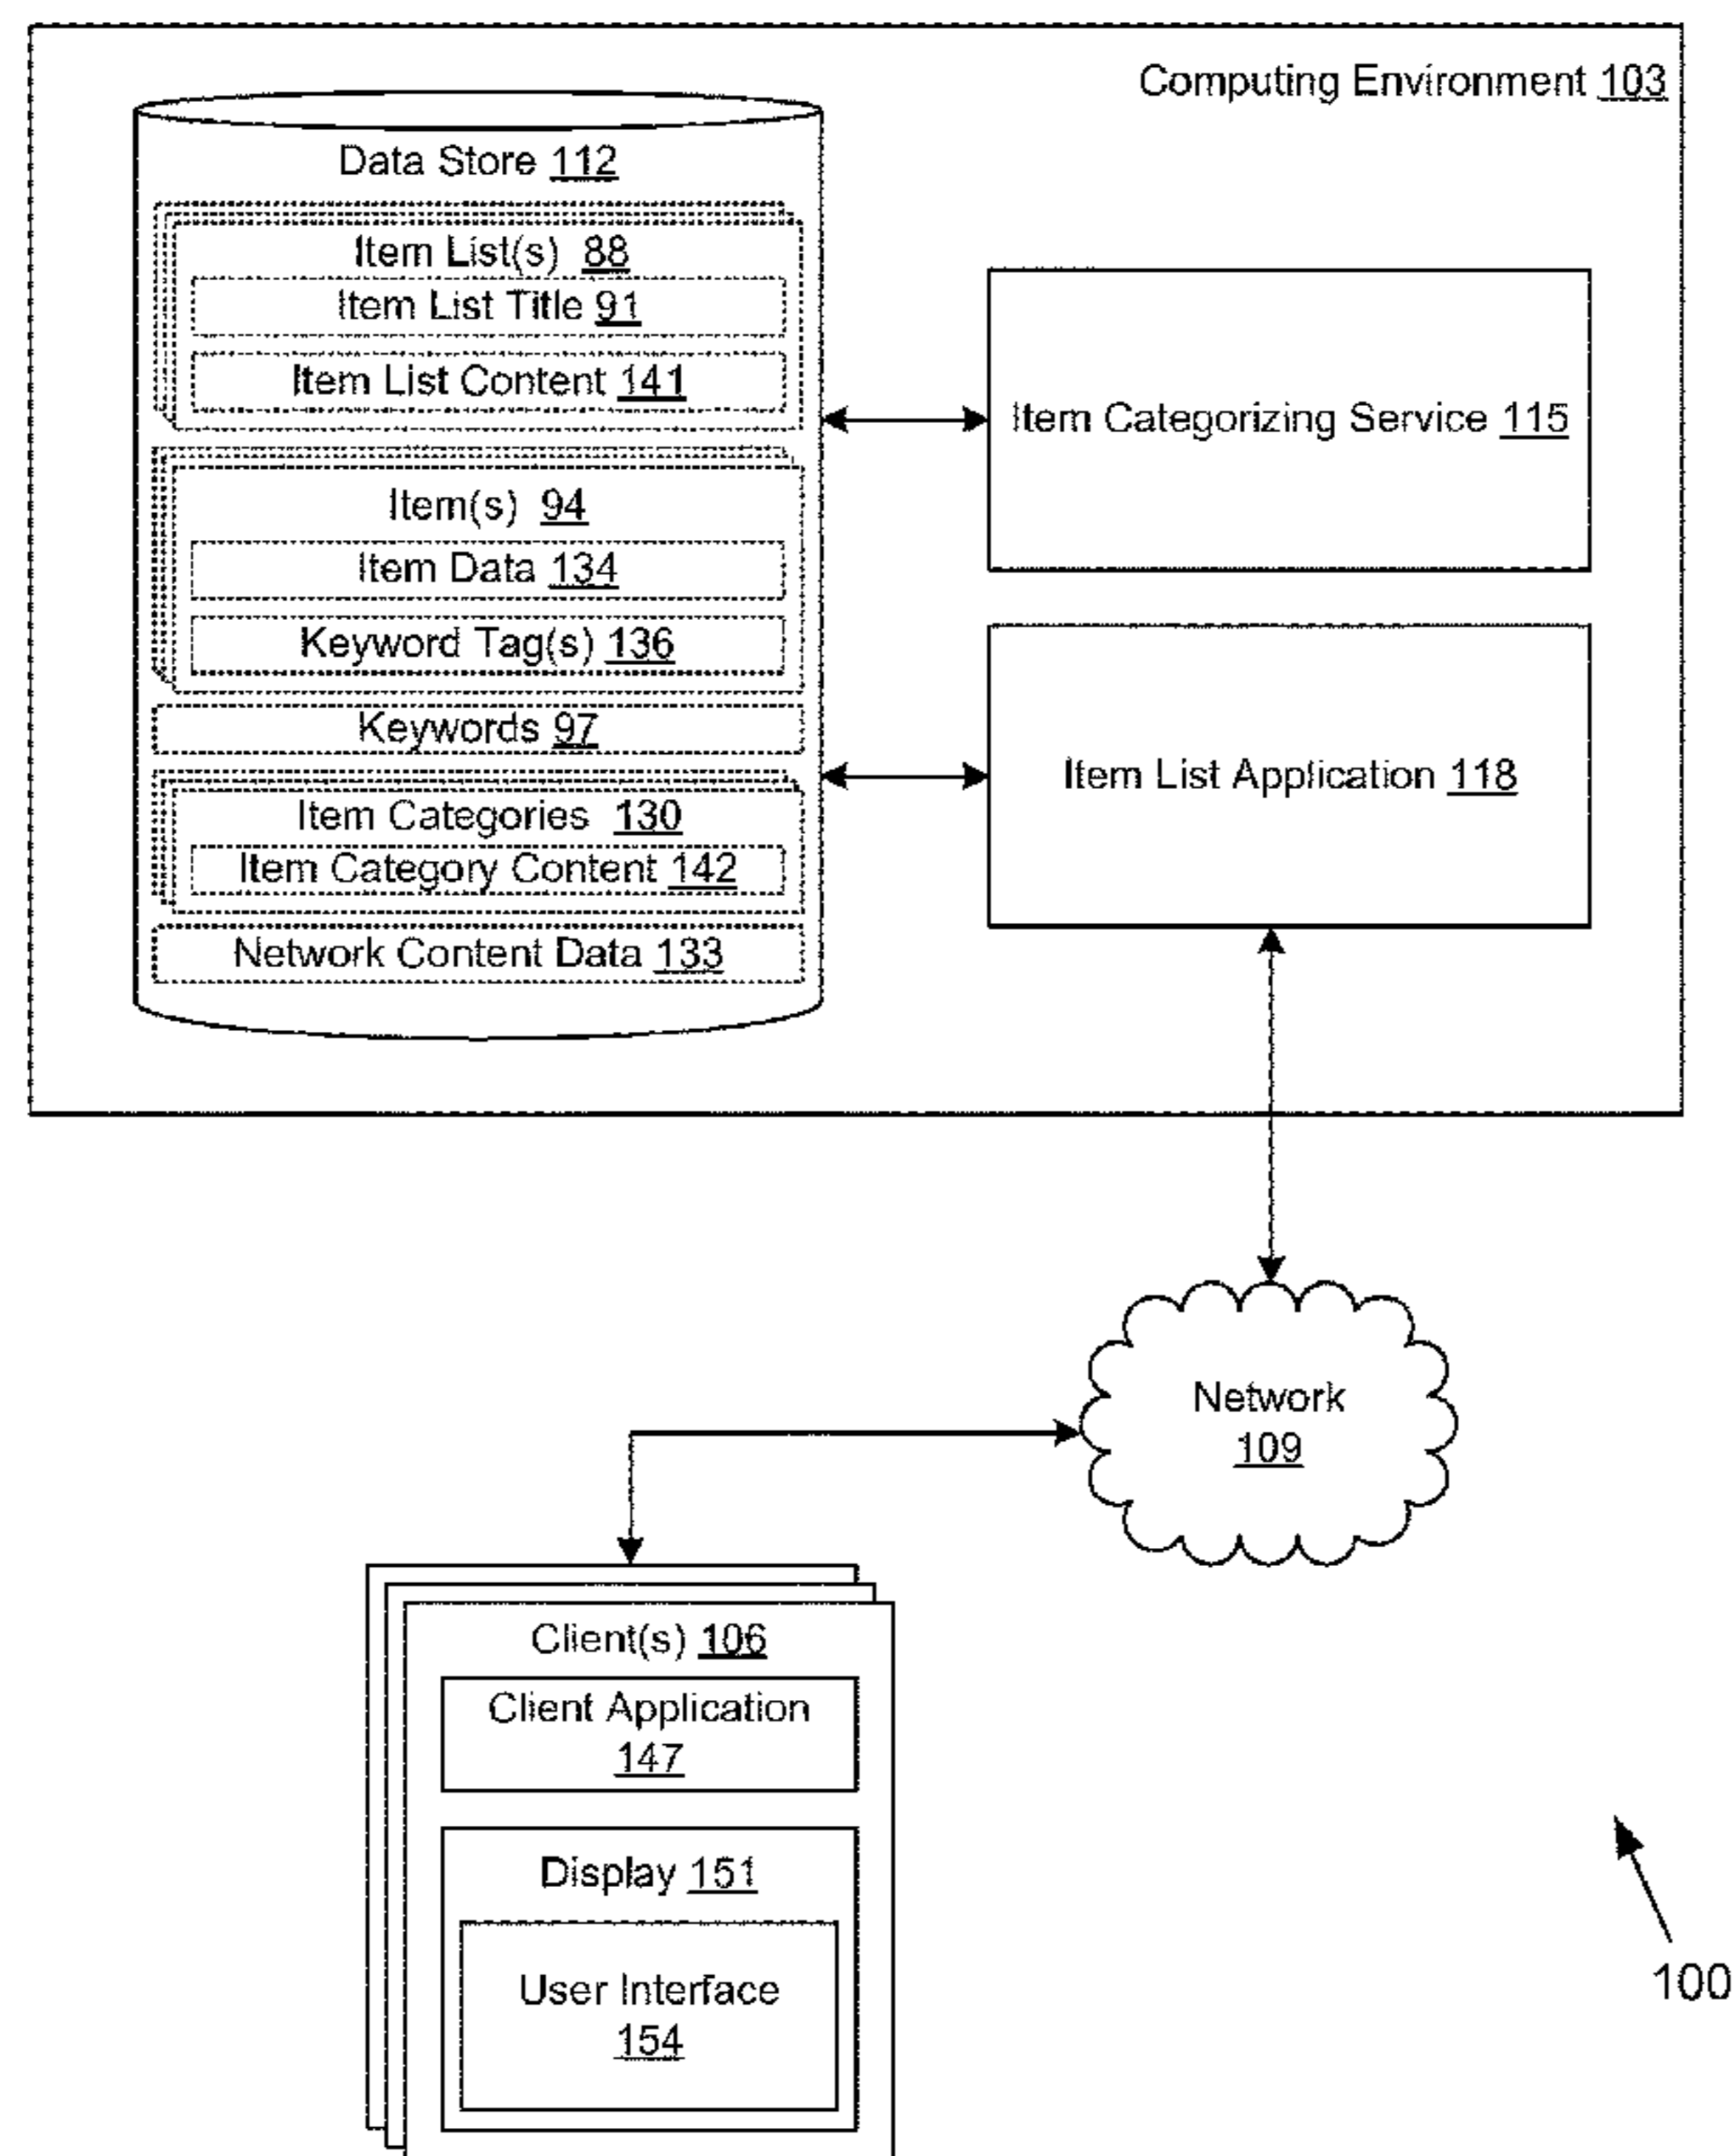 Computing Environment 103
Data Store 112
Item List(s) 88
Item List Title 91
Item List Content 141
Item(s) 94
Item Data 134
Keyword Tag(s) 136
Keywords 97
Item Categories 130
Item Category Content 142
Network Content Data 133
Item Categorizing Service 115
Item List Application 118
Network
109
Client(s) 106
Client Application
147
Display 151
User Interface
154
100